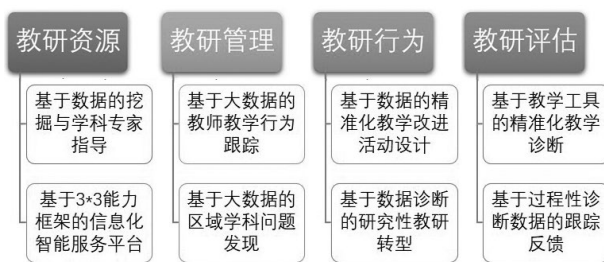 教研资源
基于数据的挖
掘与学科专家
指导
基于3*3能力
框架的信息化
智能服务平台
教研管理
基于大数据的
教师教学行为
跟踪
基于大数据的
区域学科问题
发现
教研行为
基于数据的精
准化教学改进
活动设计
基于数据诊断
的研究性教研
转型
教研评估
基于教学工具
的精准化教学
诊断
基于过程性诊
断数据的跟踪
反馈